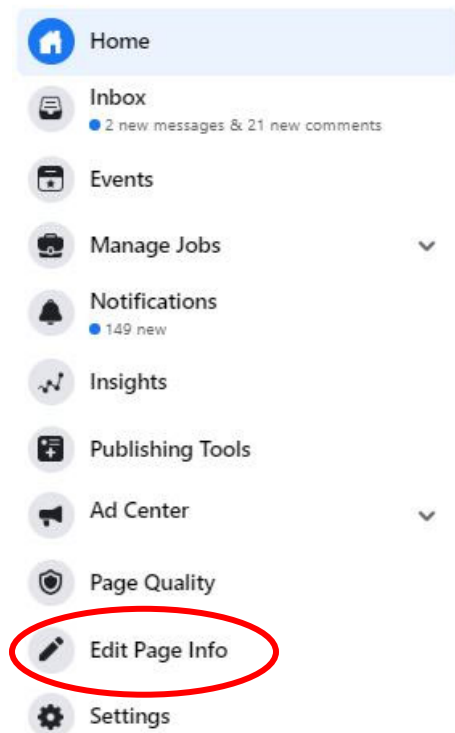 Home
Inbox
2 new messages & 21 new comments
Events
Manage Jobs
Notifications
149 new
Insights
Publishing Tools
Ad Center
Page Quality
Edit Page Info
Settings